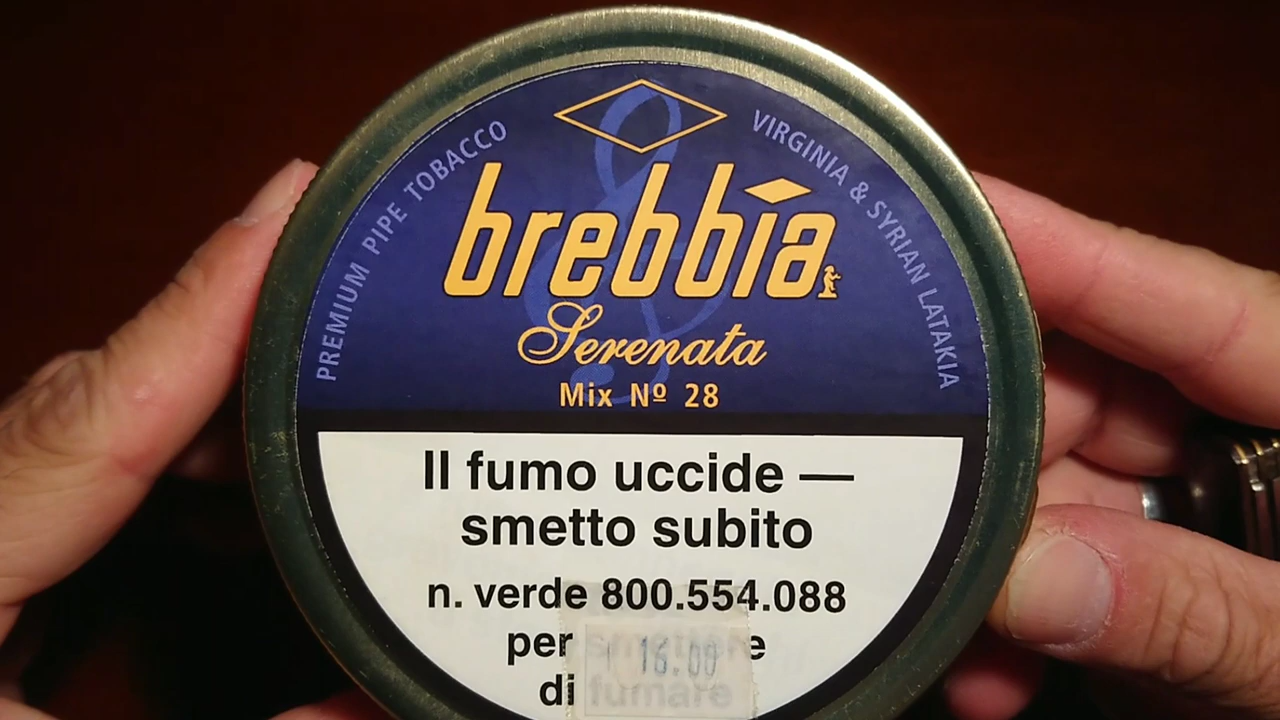 PREMIUM PIPE TOBACCO
VIRGINIA & SYRIAN LATAKIA
brebbia
Serenata
Mix Nº 28
Il fumo uccide —
smetto subito
n. verde 800.554.088
per smettere
di fumare
16.00